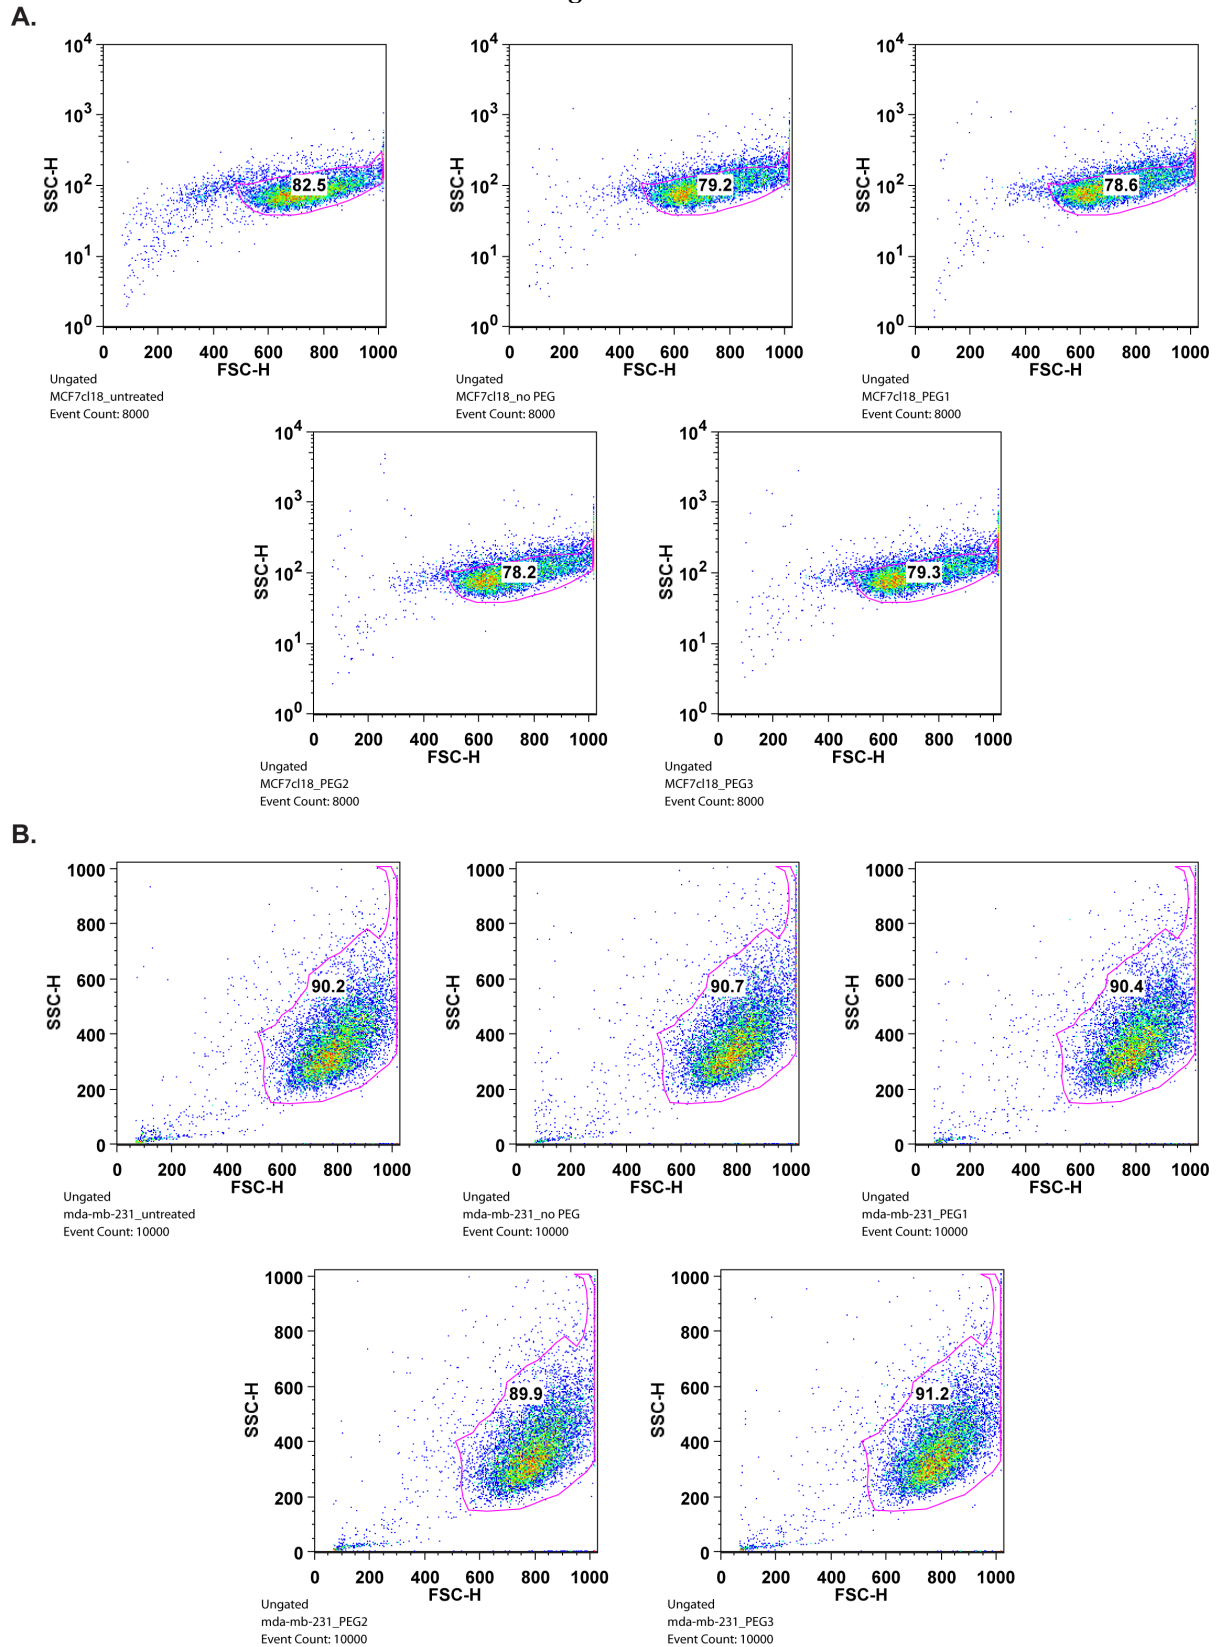 A.
10^4
10^3
10^2
10^1
10^0
SSC-H
82.5
0 200 400 600 800 1000
FSC-H
Ungated
MCF7cl18_untreated
Event Count: 8000
10^4
10^3
10^2
10^1
10^0
SSC-H
79.2
0 200 400 600 800 1000
FSC-H
Ungated
MCF7cl18_no PEG
Event Count: 8000
10^4
10^3
10^2
10^1
10^0
SSC-H
78.6
0 200 400 600 800 1000
FSC-H
Ungated
MCF7cl18_PEG1
Event Count: 8000
10^4
10^3
10^2
10^1
10^0
SSC-H
78.2
0 200 400 600 800 1000
FSC-H
Ungated
MCF7cl18_PEG2
Event Count: 8000
10^4
10^3
10^2
10^1
10^0
SSC-H
79.3
0 200 400 600 800 1000
FSC-H
Ungated
MCF7cl18_PEG3
Event Count: 8000
B.
1000
800
600
400
200
0
SSC-H
90.2
0 200 400 600 800 1000
FSC-H
Ungated
mda-mb-231_untreated
Event Count: 10000
1000
800
600
400
200
0
SSC-H
90.7
0 200 400 600 800 1000
FSC-H
Ungated
mda-mb-231_no PEG
Event Count: 10000
1000
800
600
400
200
0
SSC-H
90.4
0 200 400 600 800 1000
FSC-H
Ungated
mda-mb-231_PEG1
Event Count: 10000
1000
800
600
400
200
0
SSC-H
89.9
0 200 400 600 800 1000
FSC-H
Ungated
mda-mb-231_PEG2
Event Count: 10000
1000
800
600
400
200
0
SSC-H
91.2
0 200 400 600 800 1000
FSC-H
Ungated
mda-mb-231_PEG3
Event Count: 10000